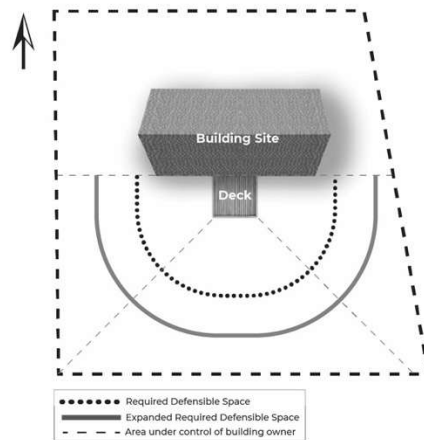 Building Site
Deck
Required Defensible Space
Expanded Required Defensible Space
Area under control of building owner